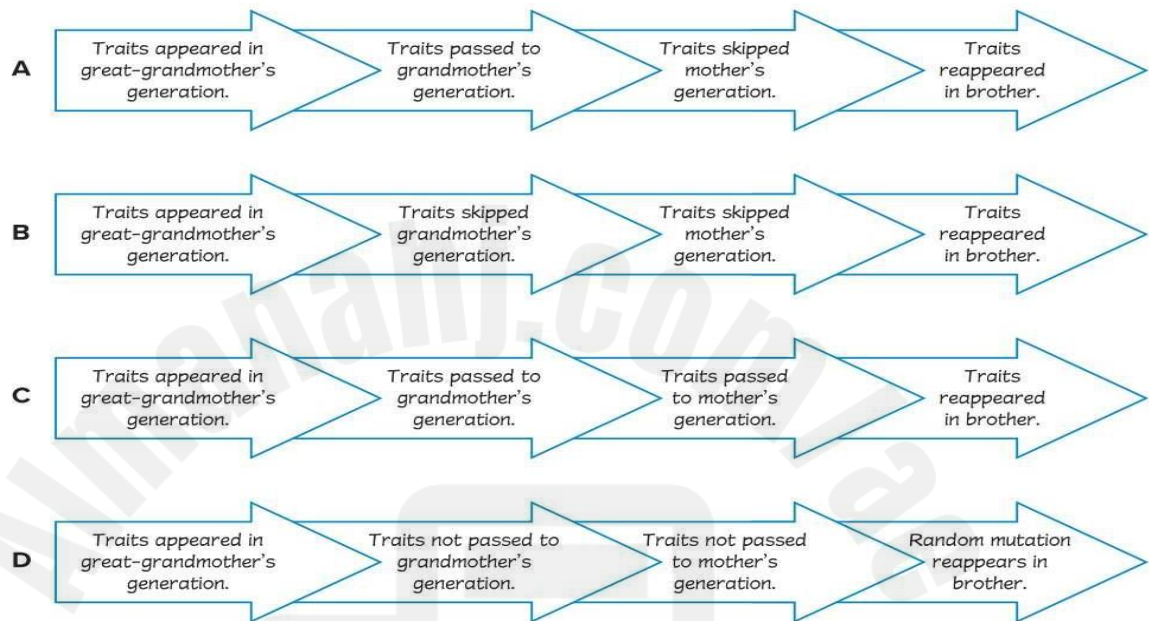 A
Traits appeared in
great-grandmother's
generation.
Traits passed to
grandmother's
generation.
Traits skipped
mother's
generation.
Traits
reappeared
in brother.
B
Traits appeared in
great-grandmother's
generation.
Traits skipped
grandmother's
generation.
Traits skipped
mother's
generation.
Traits
reappeared
in brother.
C
Traits appeared in
great-grandmother's
generation.
Traits passed to
grandmother's
generation.
Traits passed
to mother's
generation.
Traits
reappeared
in brother.
D
Traits appeared in
great-grandmother's
generation.
Traits not passed to
grandmother's
generation.
Traits not passed
to mother's
generation.
Random mutation
reappears in
brother.
Almanahj.com/ae